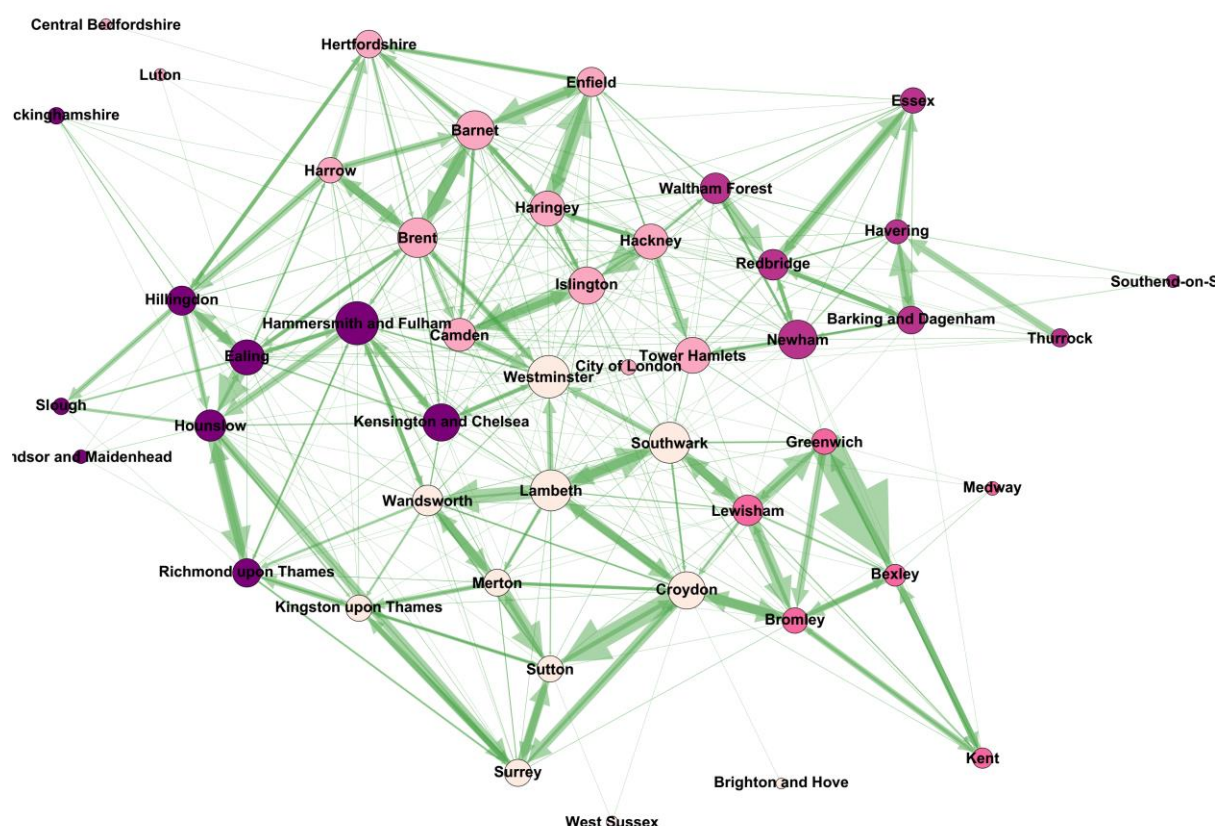 Central Bedfordshire
Hertfordshire
Luton
Enfield
Essex
ckinghamshire
Barnet
Harrow
Waltham Forest
Haringey
Brent
Hackney
Havering
Redbridge
Islington
Southend-on-S
Hillingdon
Hammersmith and Fulham
Camden
Barking and Dagenham
Newham
Thurrock
Ealing
Tower Hamlets
City of London
Westminster
Slough
Kensington and Chelsea
Hounslow
Southwark
Greenwich
ndsor and Maidenhead
Medway
Lambeth
Wandsworth
Lewisham
Richmond upon Thames
Bexley
Merton
Croydon
Kingston upon Thames
Bromley
Sutton
Kent
Surrey
Brighton and Hove
West Sussex